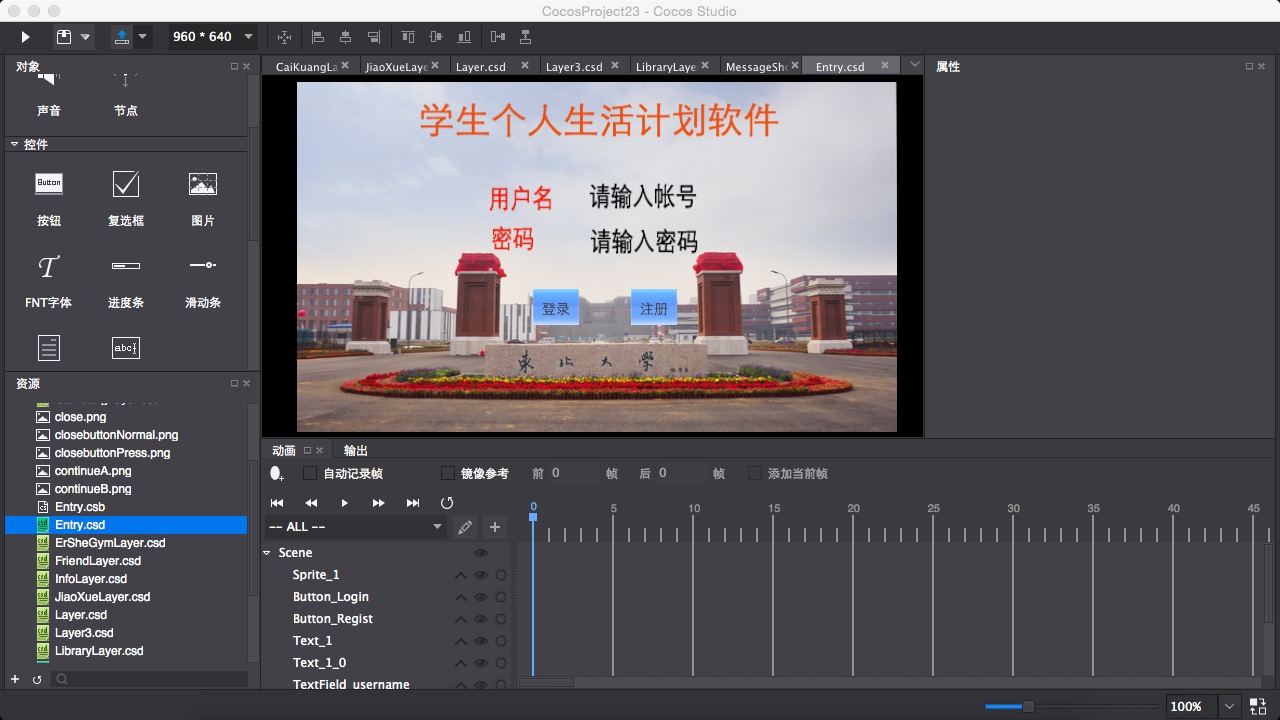 CocosProject23 - Cocos Studio
960 * 640
对象
声音
节点
控件
Button
按钮
复选框
图片
FNT字体
进度条
滑动条
abc
资源
close.png
closebuttonNormal.png
closebuttonPress.png
continueA.png
continueB.png
Entry.csb
Entry.csd
ErSheGymLayer.csd
FriendLayer.csd
InfoLayer.csd
JiaoXueLayer.csd
Layer.csd
Layer3.csd
LibraryLayer.csd
CaiKuangLa
JiaoXueLaye
Layer.csd
Layer3.csd
LibraryLaye
MessageSho
Entry.csd
学生个人生活计划软件
用户名
请输入帐号
密码
请输入密码
登录
注册
東北大学
属性
动画
输出
自动记录帧
镜像参考
前 0 帧
后 0 帧
添加当前帧
-- ALL --
0 5 10 15 20 25 30 35 40 45
Scene
Sprite_1
Button_Login
Button_Regist
Text_1
Text_1_0
TextField_username
100%